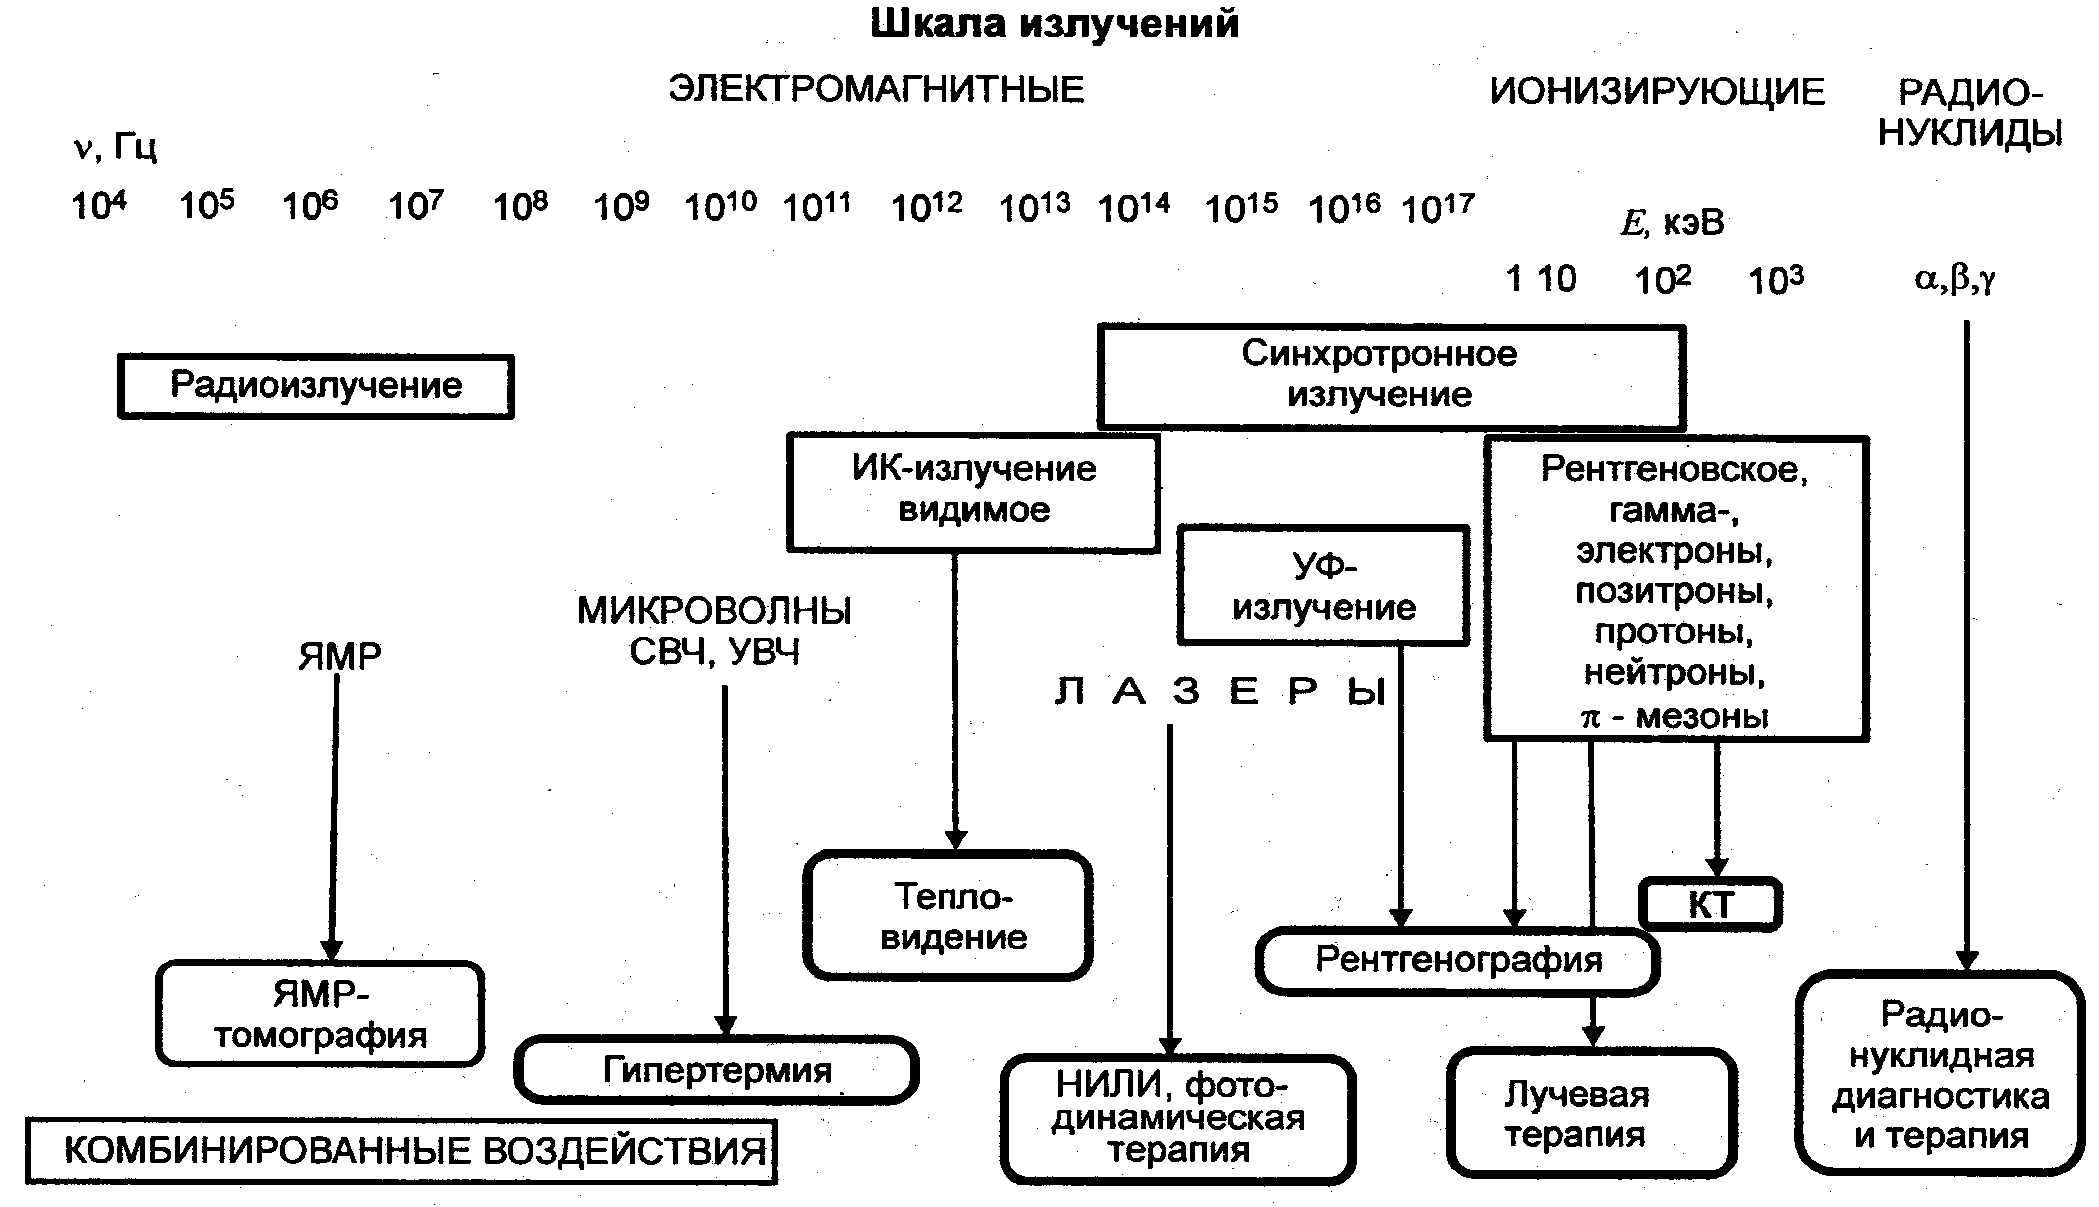 Шкала излучений
ЭЛЕКТРОМАГНИТНЫЕ ИОНИЗИРУЮЩИЕ РАДИО-
НУКЛИДЫ
ν, Гц
10⁴ 10⁵ 10⁶ 10⁷ 10⁸ 10⁹ 10¹⁰ 10¹¹ 10¹² 10¹³ 10¹⁴ 10¹⁵ 10¹⁶ 10¹⁷
E, кэВ
1 10 10² 10³ α,β,γ
Радиоизлучение
Синхротронное
излучение
ИК-излучение
видимое
УФ-
излучение
Рентгеновское,
гамма-,
электроны,
позитроны,
протоны,
нейтроны,
π - мезоны
ЯМР
МИКРОВОЛНЫ
СВЧ, УВЧ
Л А З Е Р Ы
Тепло-
видение
КТ
Рентгенография
ЯМР-
томография
Гипертермия
НИЛИ, фото-
динамическая
терапия
Лучевая
терапия
Радио-
нуклидная
диагностика
и терапия
КОМБИНИРОВАННЫЕ ВОЗДЕЙСТВИЯ